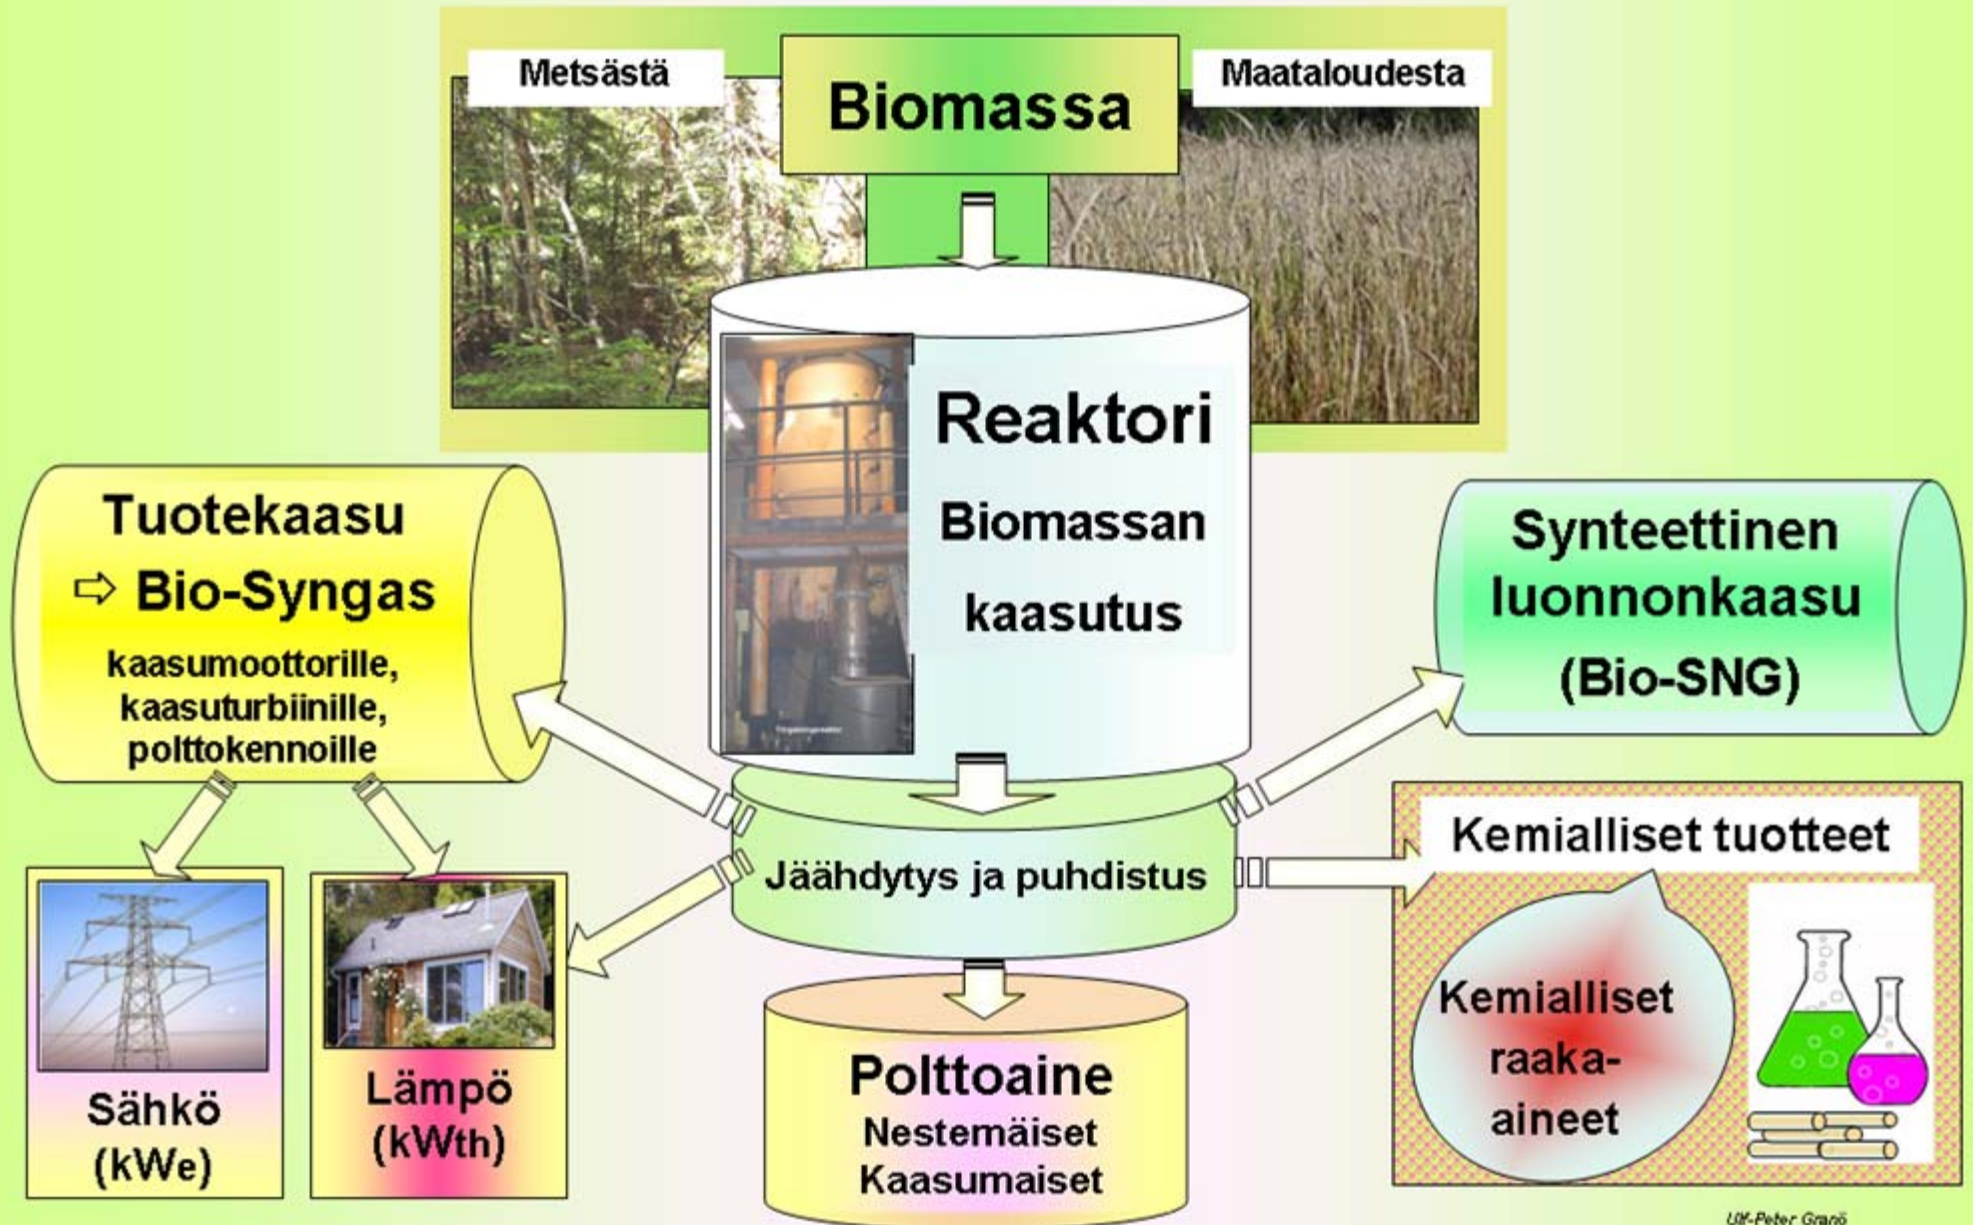 Metsästä
Biomassa
Maataloudesta
Reaktori
Biomassan
kaasutus
Tuotekaasu
⇨ Bio-Syngas
kaasumoottorille,
kaasuturbiinille,
polttokennoille
Synteettinen
luonnonkaasu
(Bio-SNG)
Jäähdytys ja puhdistus
Kemialliset tuotteet
Kemialliset
raaka-
aineet
Sähkö
(kWe)
Lämpö
(kWth)
Polttoaine
Nestemäiset
Kaasumaiset
Ulf-Peter Granö